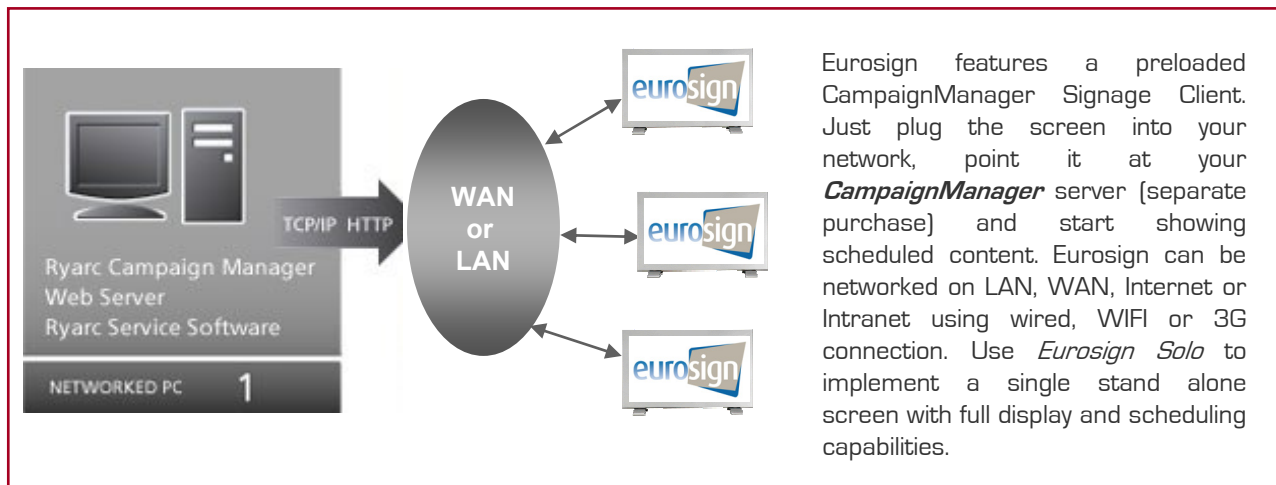 Ryarc Campaign Manager
Web Server
Ryarc Service Software
NETWORKED PC 1
TCP/IP HTTP
WAN
or
LAN
eurosign
eurosign
eurosign
Eurosign features a preloaded
CampaignManager Signage Client.
Just plug the screen into your
network, point it at your
CampaignManager server (separate
purchase) and start showing
scheduled content. Eurosign can be
networked on LAN, WAN, Internet or
Intranet using wired, WIFI or 3G
connection. Use Eurosign Solo to
implement a single stand alone
screen with full display and scheduling
capabilities.